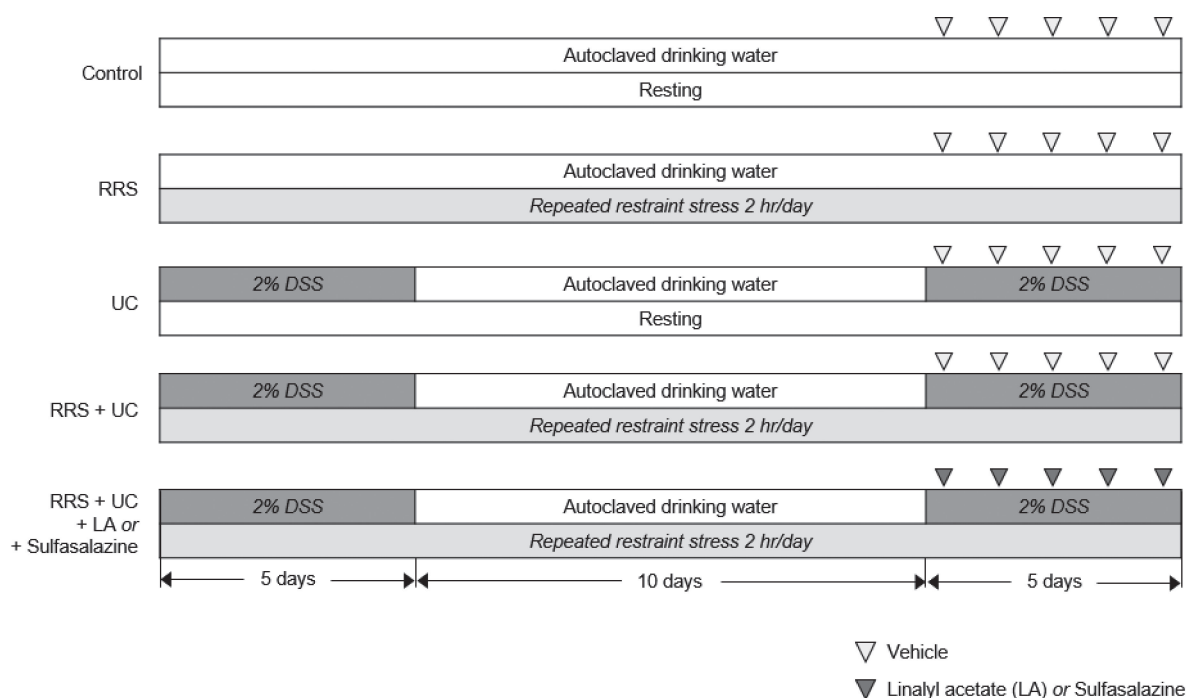 Control
Autoclaved drinking water
Resting
RRS
Autoclaved drinking water
Repeated restraint stress 2 hr/day
UC
2% DSS
Autoclaved drinking water
2% DSS
Resting
RRS + UC
2% DSS
Autoclaved drinking water
2% DSS
Repeated restraint stress 2 hr/day
RRS + UC
+ LA or
+ Sulfasalazine
2% DSS
Autoclaved drinking water
2% DSS
Repeated restraint stress 2 hr/day
5 days
10 days
5 days
Vehicle
Linalyl acetate (LA) or Sulfasalazine